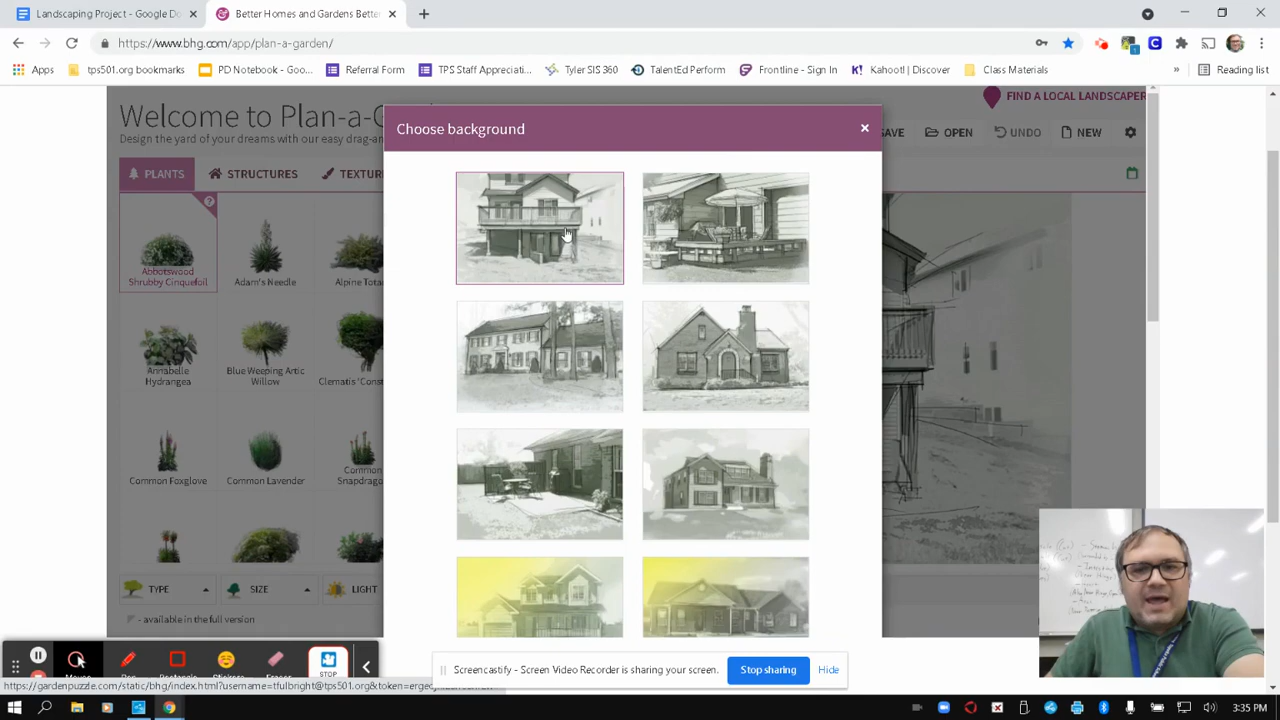 Landscaping Project - Google Do
Better Homes and Gardens Better
https://www.bhg.com/app/plan-a-garden/
Apps
tps501.org bookmarks
PD Notebook - Goo...
Referral Form
TPS Staff Appreciati...
Tyler SIS 360
TalentEd Perform
Frontline - Sign In
Kahoot! | Discover
Class Materials
»
Reading list
Welcome to Plan-a-G
Design the yard of your dreams with our easy drag-an
FIND A LOCAL LANDSCAPER
SAVE
OPEN
UNDO
NEW
PLANTS
STRUCTURES
TEXTUR
Choose background
Abbotswood
Shrubby Cinquefoil
Adam's Needle
Alpine Tota
Annabelle
Hydrangea
Blue Weeping Artic
Willow
Clematis 'Const
Common Foxglove
Common Lavender
Common
Snapdrag
TYPE
SIZE
LIGHT
- available in the full version
Screencastify - Screen Video Recorder is sharing your screen.
Stop sharing
Hide
STOP
3:35 PM